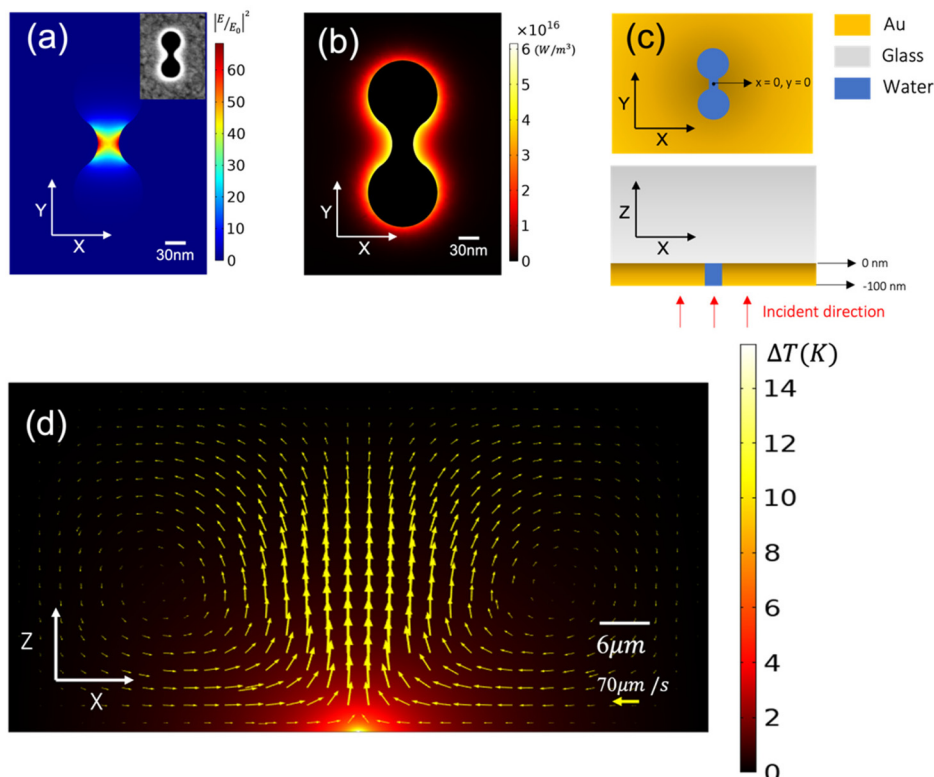 (a)
|E/E₀|²
60
50
40
30
20
10
0
Y
X
30nm
(b)
×10¹⁶
6 (W/m³)
5
4
3
2
1
0
Y
X
30nm
(c)
x = 0, y = 0
Y
X
Au
Glass
Water
Z
X
0 nm
-100 nm
Incident direction
(d)
Z
X
6μm
70μm /s
ΔT(K)
14
12
10
8
6
4
2
0